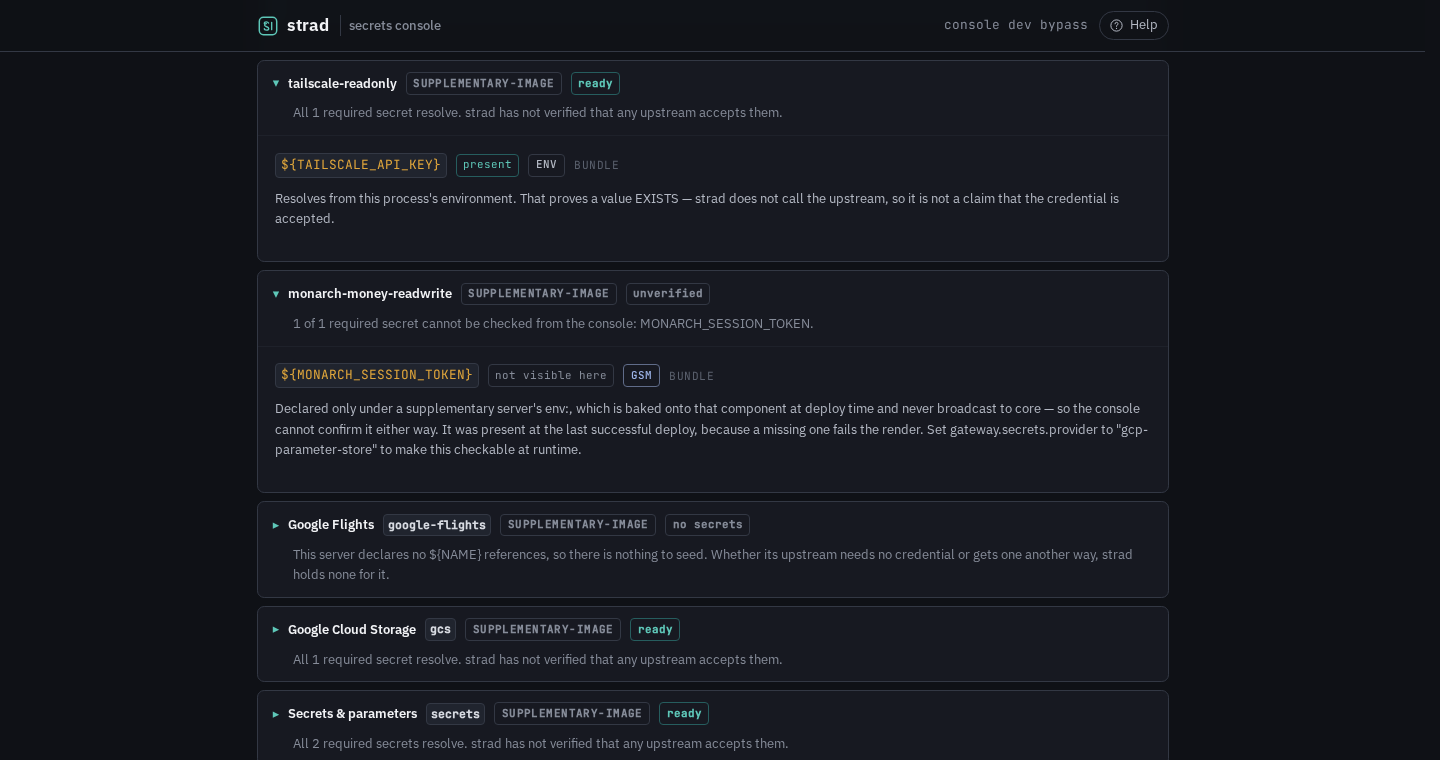 strad secrets console console dev bypass Help
▼ tailscale-readonly SUPPLEMENTARY-IMAGE ready
All 1 required secret resolve. strad has not verified that any upstream accepts them.
${TAILSCALE_API_KEY} present ENV BUNDLE
Resolves from this process's environment. That proves a value EXISTS — strad does not call the upstream, so it is not a claim that the credential is
accepted.
▼ monarch-money-readwrite SUPPLEMENTARY-IMAGE unverified
1 of 1 required secret cannot be checked from the console: MONARCH_SESSION_TOKEN.
${MONARCH_SESSION_TOKEN} not visible here GSM BUNDLE
Declared only under a supplementary server's env:, which is baked onto that component at deploy time and never broadcast to core — so the console
cannot confirm it either way. It was present at the last successful deploy, because a missing one fails the render. Set gateway.secrets.provider to "gcp-
parameter-store" to make this checkable at runtime.
► Google Flights google-flights SUPPLEMENTARY-IMAGE no secrets
This server declares no ${NAME} references, so there is nothing to seed. Whether its upstream needs no credential or gets one another way, strad
holds none for it.
► Google Cloud Storage gcs SUPPLEMENTARY-IMAGE ready
All 1 required secret resolve. strad has not verified that any upstream accepts them.
► Secrets & parameters secrets SUPPLEMENTARY-IMAGE ready
All 2 required secrets resolve. strad has not verified that any upstream accepts them.